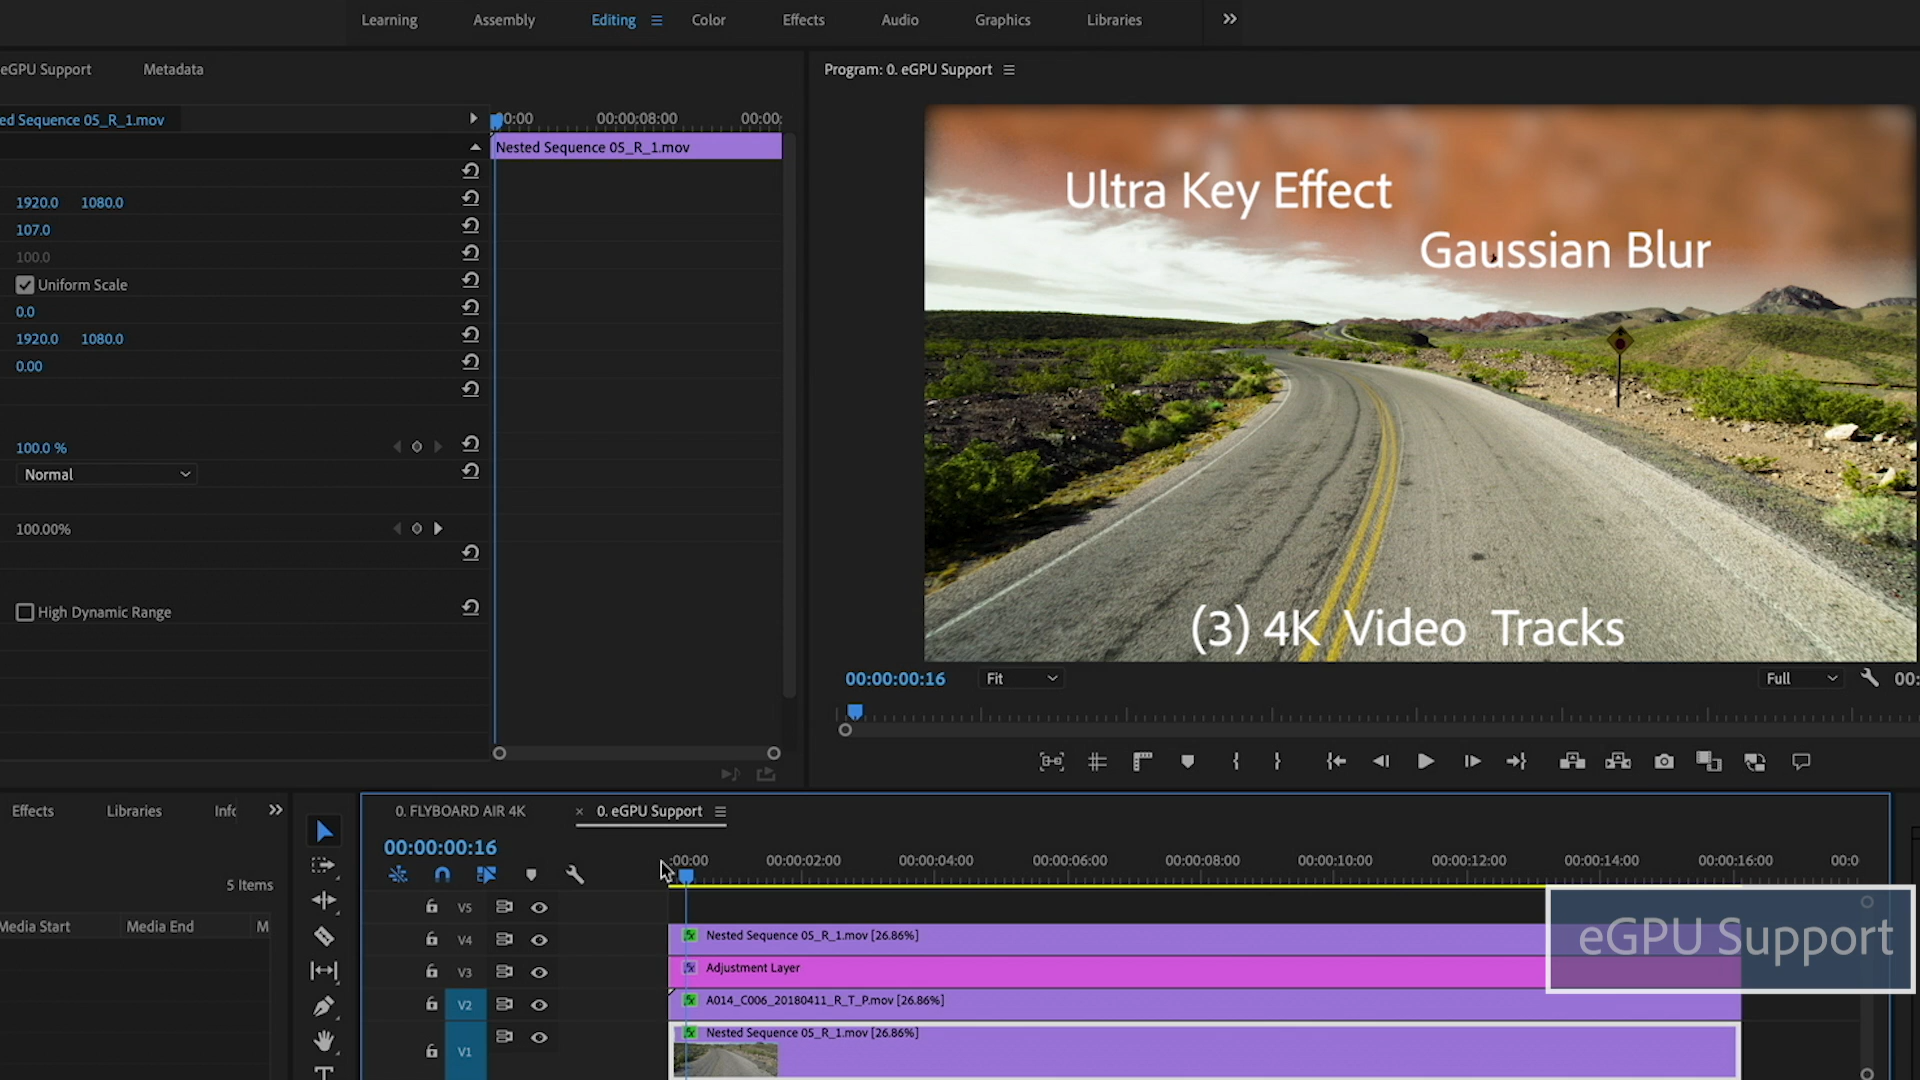 Learning Assembly Editing Color Effects Audio Graphics Libraries
eGPU Support Metadata
Program: 0. eGPU Support
ed Sequence 05_R_1.mov
:00:00 00:00:08:00 00:00:
Nested Sequence 05_R_1.mov
1920.0 1080.0
107.0
100.0
Uniform Scale
0.0
1920.0 1080.0
0.00
100.0 %
Normal
100.00%
High Dynamic Range
Ultra Key Effect
Gaussian Blur
(3) 4K Video Tracks
00:00:00:16 Fit Full 00:
Effects Libraries Info
5 Items
Media Start Media End M
0. FLYBOARD AIR 4K × 0. eGPU Support
00:00:00:16
:00:00 00:00:02:00 00:00:04:00 00:00:06:00 00:00:08:00 00:00:10:00 00:00:12:00 00:00:14:00 00:00:16:00 00:0
V5
V4 fx Nested Sequence 05_R_1.mov [26.86%]
V3 fx Adjustment Layer
V2 fx A014_C006_20180411_R_T_P.mov [26.86%]
V1 fx Nested Sequence 05_R_1.mov [26.86%]
eGPU Support